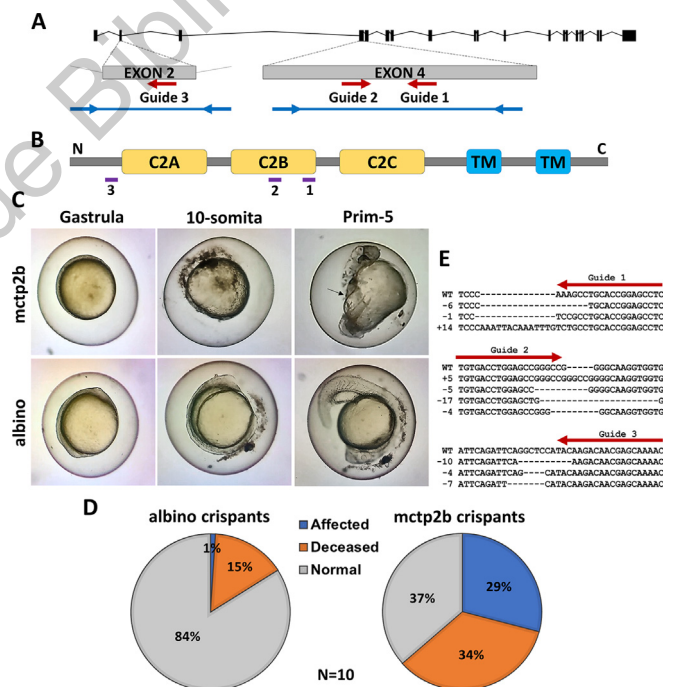 A
EXON 2
EXON 4
Guide 3
Guide 2
Guide 1
B
N
C
C2A
C2B
C2C
TM
TM
3
2
1
C
Gastrula
10-somita
Prim-5
mctp2b
albino
E
Guide 1
WT TCCC------------AAAGCCTGCACCGGAGCCTC
-6 TCCC-----------------TGCACCGGAGCCTC
-1 TCC-------------TCCGCCTGCACCGGAGCCTC
+14 TCCCAAATTACAAATTTGTCTGCCTGCACCGGAGCCTC
Guide 2
WT TGTGACCTGGAGCCGGGCCG-----GGGCAAGGTGGTG
+5 TGTGACCTGGAGCCGGGCCGGGCCGGGGCAAGGTGGTG
-5 TGTGACCTGGAGCC----------GGGGCAAGGTGGTG
-17 TGTGACCTGGAGCTG----------------------G
-4 TGTGACCTGGAGCCGGG---------GGCAAGGTGGTG
Guide 3
WT ATTCAGATTCAGGCTCCATACAAGACAACGAGCAAAAC
-10 ATTCAGATTCA----------AAGACAACGAGCAAAAC
-4 ATTCAGATTCAG----CATACAAGACAACGAGCAAAAC
-7 ATTCAGATT-------CATACAAGACAACGAGCAAAAC
D
albino crispants
mctp2b crispants
Affected
Deceased
Normal
1%
15%
84%
29%
37%
34%
N=10
de Bibli